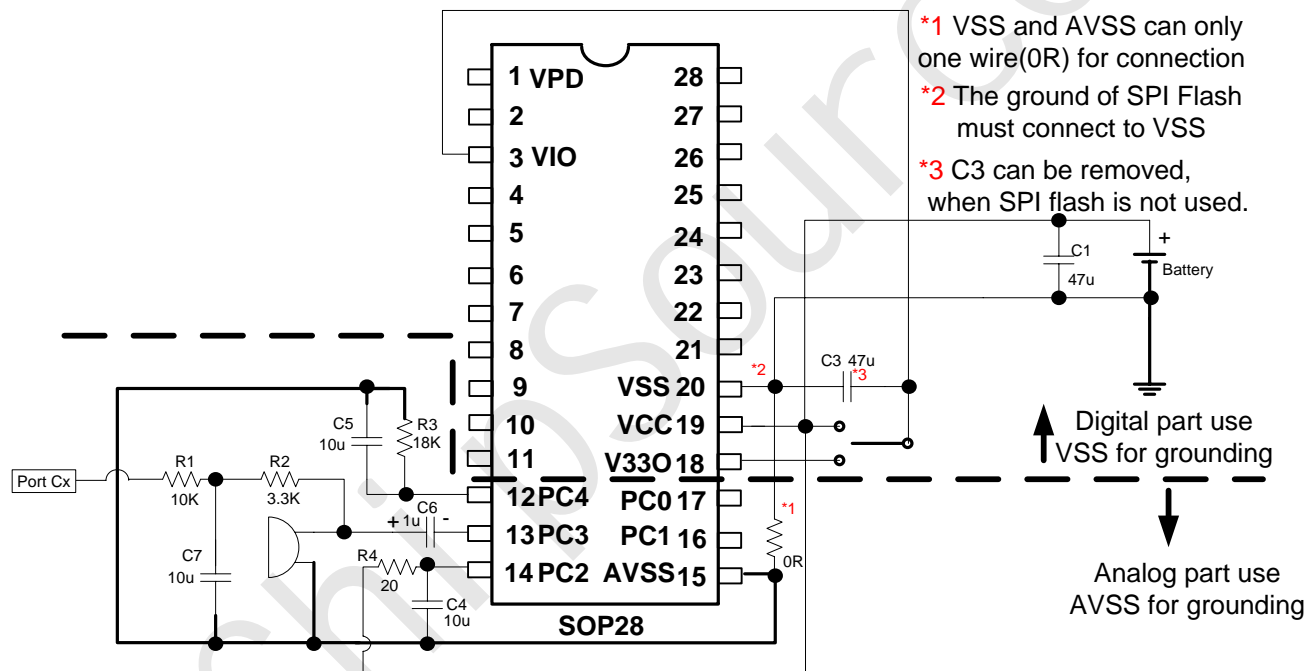 *1 VSS and AVSS can only
one wire(0R) for connection
*2 The ground of SPI Flash
must connect to VSS
*3 C3 can be removed,
when SPI flash is not used.
1 VPD
2
3 VIO
4
5
6
7
8
9
10
11
12 PC4
13 PC3
14 PC2
28
27
26
25
24
23
22
21
VSS 20
VCC 19
V33O 18
PC0 17
PC1 16
AVSS 15
SOP28
C1
47u
+
Battery
*2
C3 47u
*3
Digital part use
VSS for grounding
*1
0R
Analog part use
AVSS for grounding
C5
10u
R3
18K
Port Cx
R1
10K
R2
3.3K
C6
+ 1u -
C7
10u
R4
20
C4
10u
ChipSource